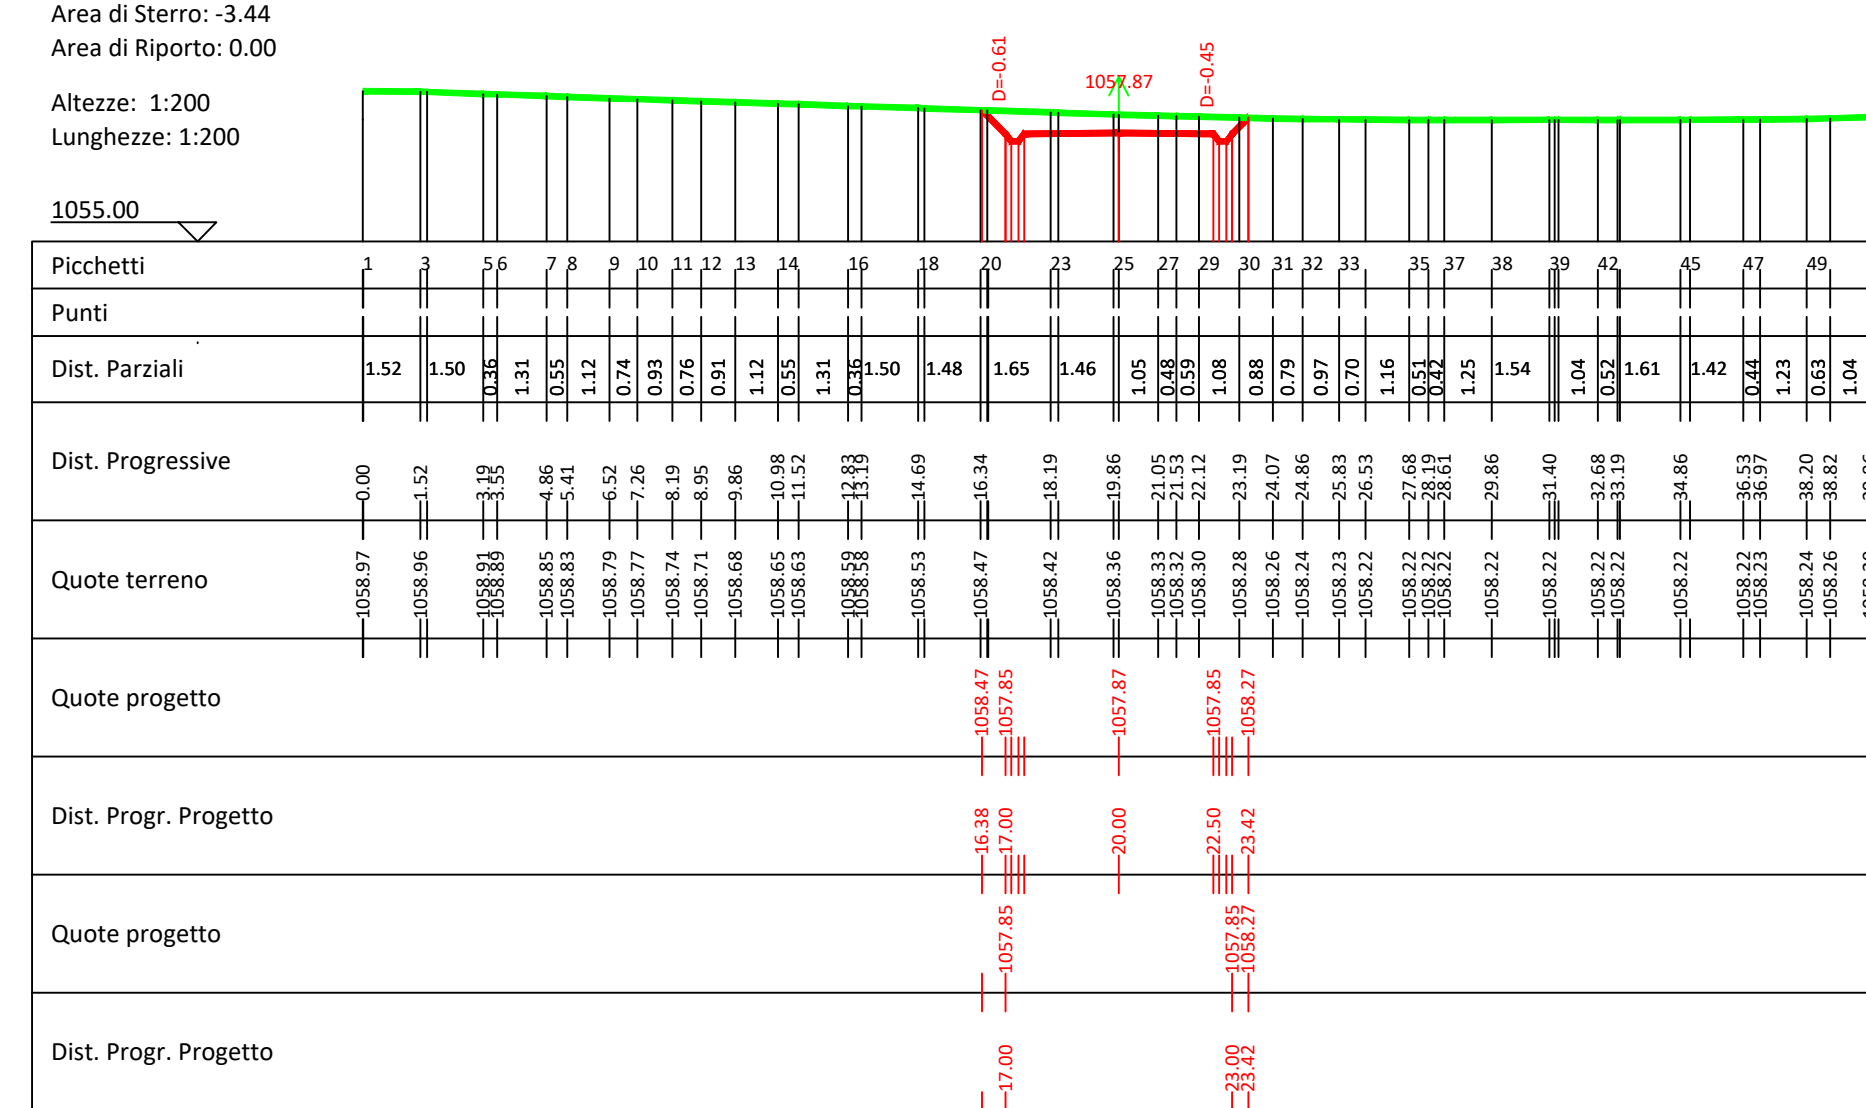 Area di Sterro: -3.44
Area di Riporto: 0.00
Altezze: 1:200
Lunghezze: 1:200
1055.00
D=-0.61 1057.87 D=-0.45
Picchetti 1 3 5 6 7 8 9 10 11 12 13 14 16 18 20 23 25 27 29 30 31 32 33 35 37 38 39 42 45 47 49
Punti
Dist. Parziali 1.52 1.50 0.36 1.31 0.55 1.12 0.74 0.93 0.76 0.91 1.12 0.55 1.31 0.36 1.50 1.48 1.65 1.46 1.05 0.48 0.59 1.08 0.88 0.79 0.97 0.70 1.16 0.51 0.42 1.25 1.54 1.04 0.52 1.61 1.42 0.44 1.23 0.63 1.04
Dist. Progressive 0.00 1.52 3.19 3.55 4.86 5.41 6.52 7.26 8.19 8.95 9.86 10.98 11.52 12.83 13.19 14.69 16.34 18.19 19.86 21.05 21.53 22.12 23.19 24.07 24.86 25.83 26.53 27.68 28.19 28.61 29.86 31.40 32.68 33.19 34.86 36.53 36.97 38.20 38.82
Quote terreno 1058.97 1058.96 1058.91 1058.89 1058.85 1058.83 1058.79 1058.77 1058.74 1058.71 1058.68 1058.65 1058.63 1058.59 1058.58 1058.53 1058.47 1058.42 1058.36 1058.33 1058.32 1058.30 1058.28 1058.26 1058.24 1058.23 1058.22 1058.22 1058.22 1058.22 1058.22 1058.22 1058.22 1058.22 1058.22 1058.22 1058.23 1058.24 1058.26
Quote progetto 1058.47 1057.85 1057.87 1057.85 1058.27
Dist. Progr. Progetto 16.38 17.00 20.00 22.50 23.42
Quote progetto 1057.85 1057.85 1058.27
Dist. Progr. Progetto 17.00 23.00 23.42